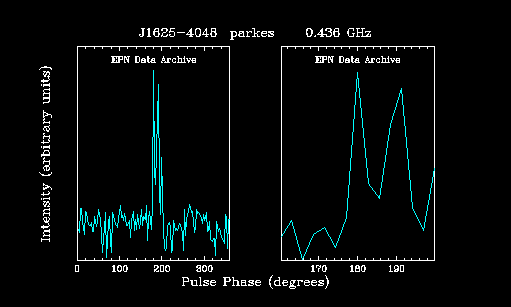 J1625-4048 parkes 0.436 GHz
EPN Data Archive EPN Data Archive
Intensity (arbitrary units)
0 100 200 300 170 180 190
Pulse Phase (degrees)